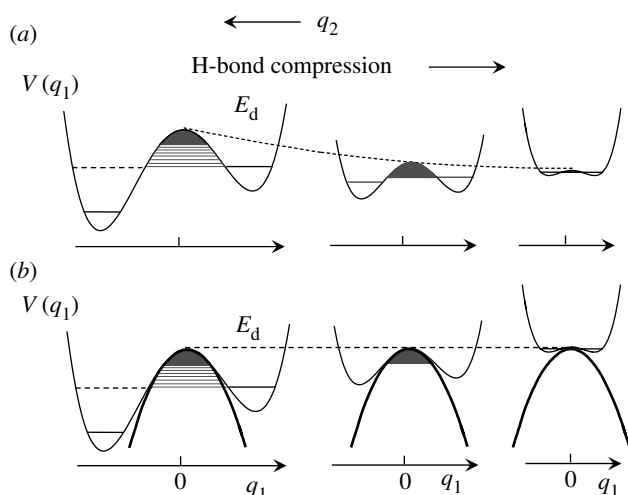 (a)
q2
H-bond compression
V (q1)
Ed
(b)
V (q1)
Ed
0 q1 0 q1 0 q1